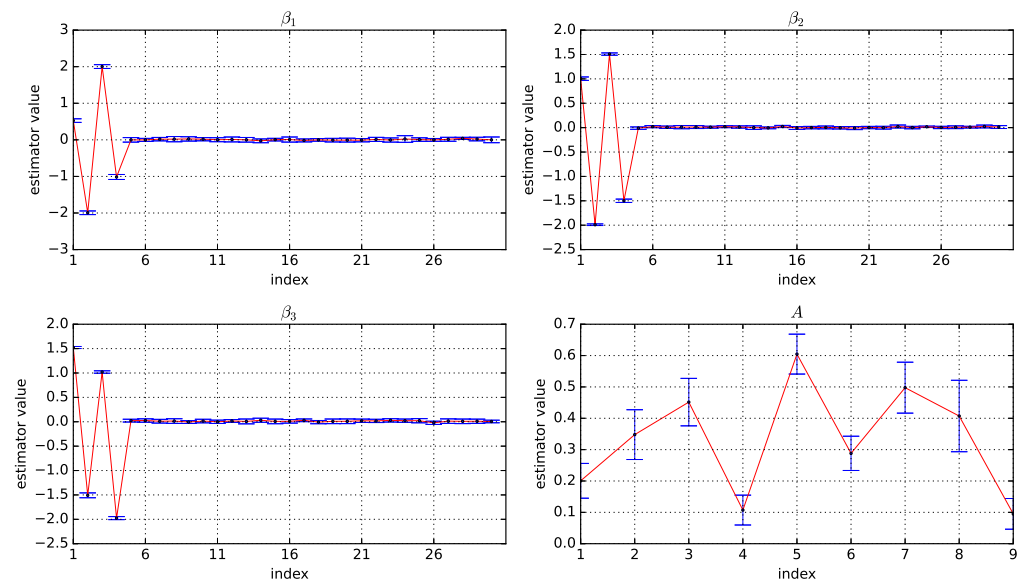 β₁
3
2
1
0
−1
−2
−3
estimator value
1 6 11 16 21 26
index
β₂
2.0
1.5
1.0
0.5
0.0
−0.5
−1.0
−1.5
−2.0
−2.5
estimator value
1 6 11 16 21 26
index
β₃
2.0
1.5
1.0
0.5
0.0
−0.5
−1.0
−1.5
−2.0
−2.5
estimator value
1 6 11 16 21 26
index
A
0.7
0.6
0.5
0.4
0.3
0.2
0.1
0.0
estimator value
1 2 3 4 5 6 7 8 9
index